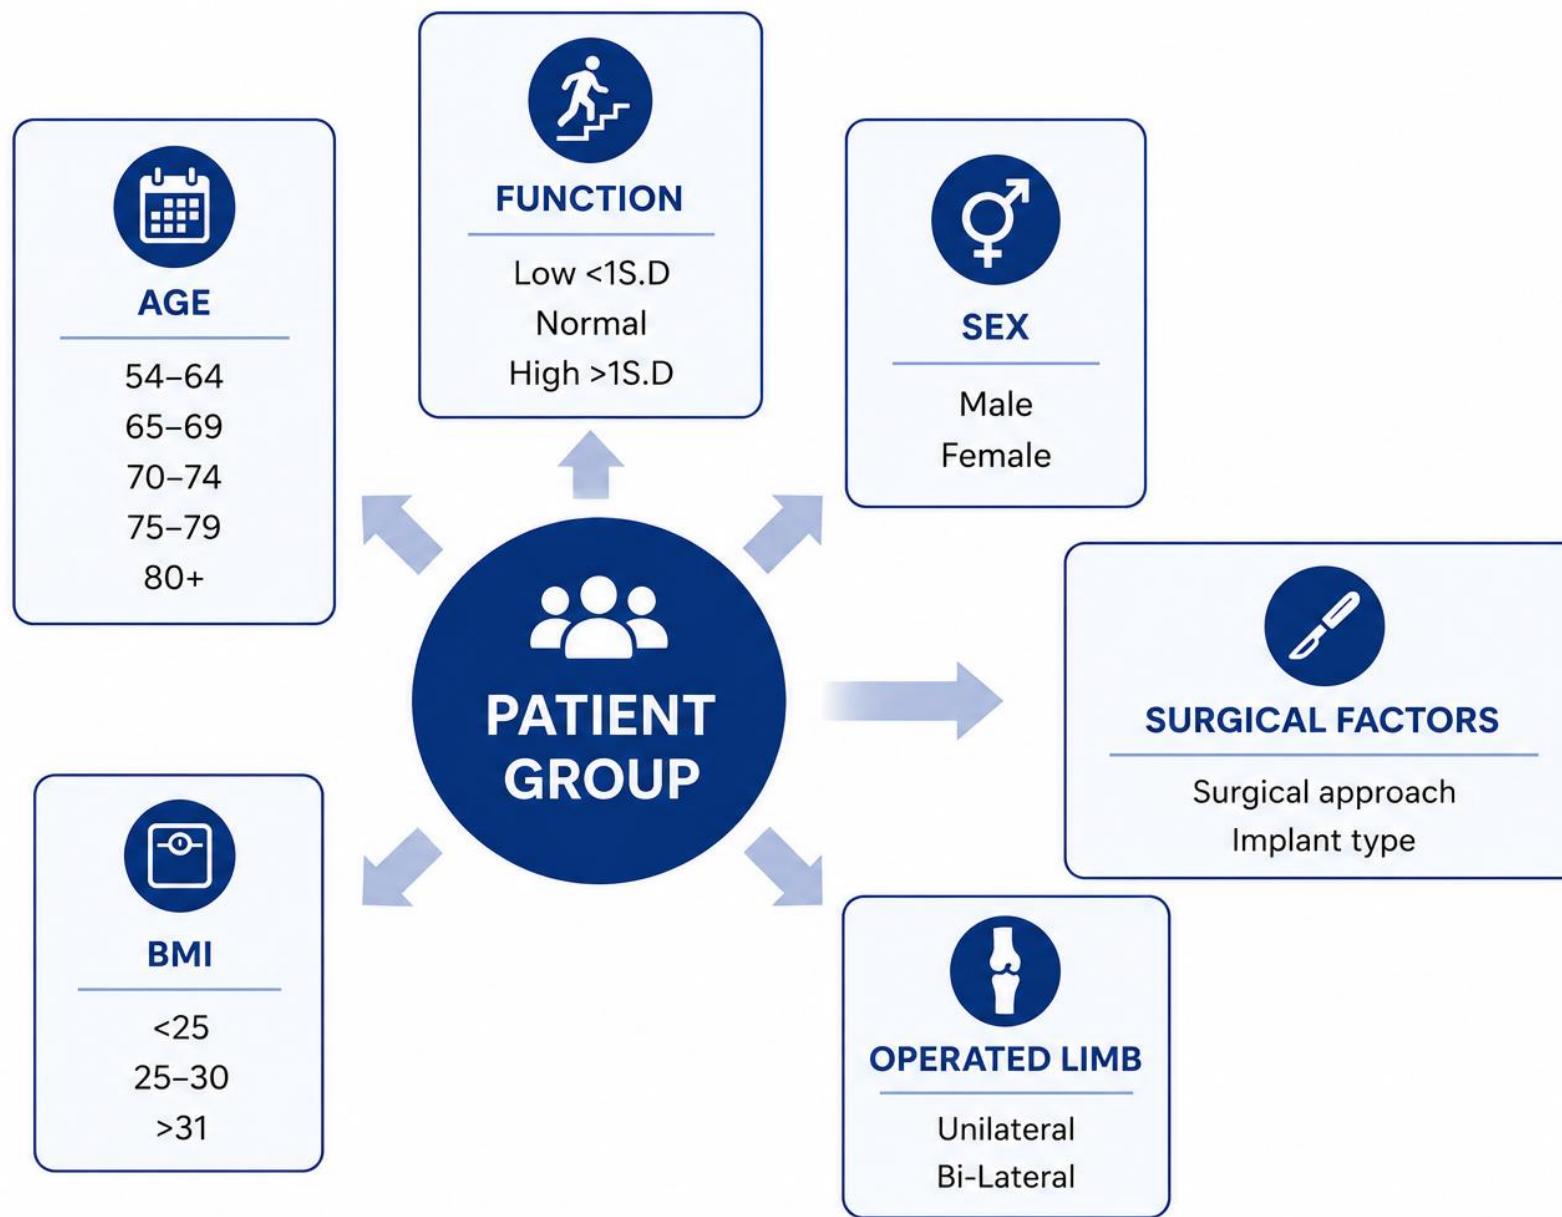 FUNCTION
Low <1S.D
Normal
High >1S.D
AGE
54–64
65–69
70–74
75–79
80+
SEX
Male
Female
PATIENT
GROUP
SURGICAL FACTORS
Surgical approach
Implant type
BMI
<25
25–30
>31
OPERATED LIMB
Unilateral
Bi-Lateral